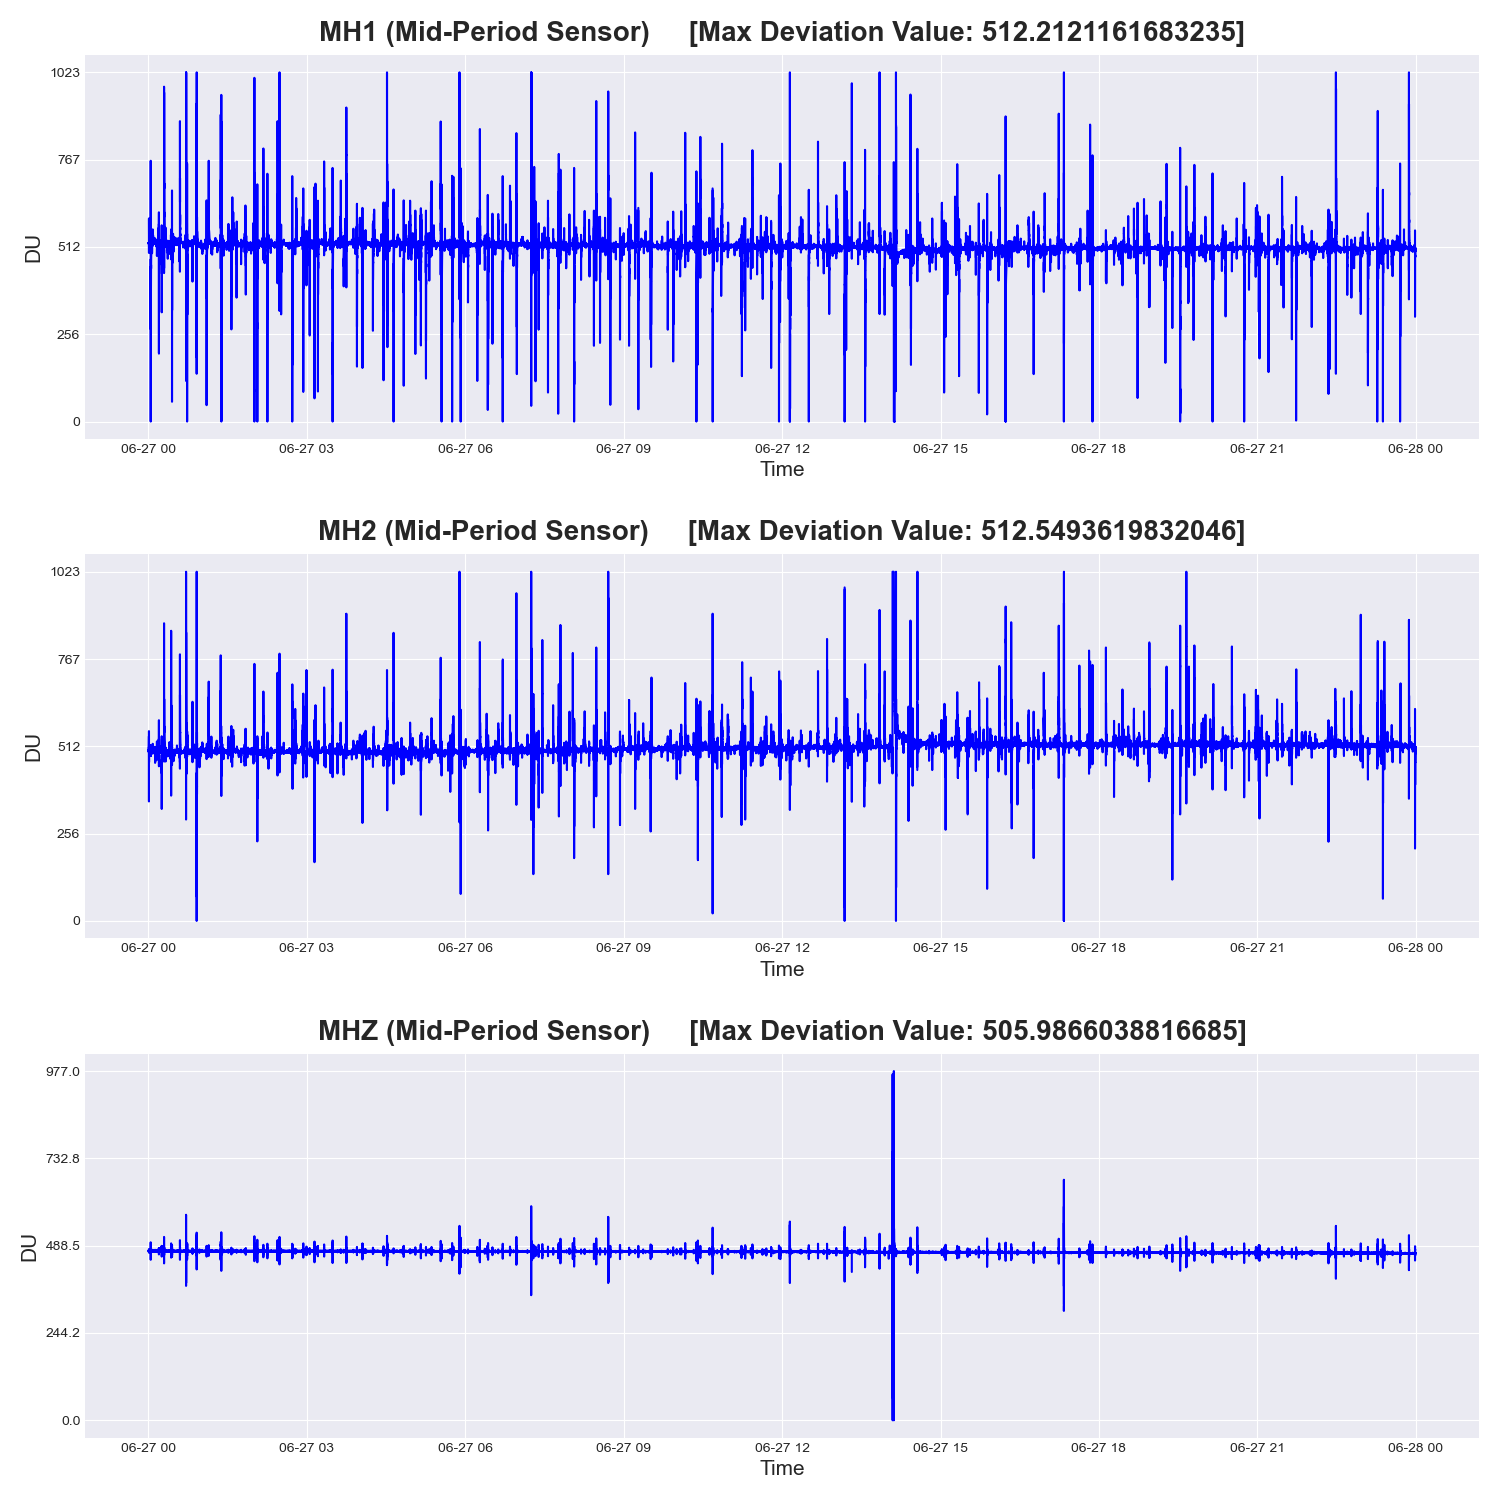 MH1 (Mid-Period Sensor) [Max Deviation Value: 512.2121161683235]
1023
767
512
256
0
DU
06-27 00 06-27 03 06-27 06 06-27 09 06-27 12 06-27 15 06-27 18 06-27 21 06-28 00
Time
MH2 (Mid-Period Sensor) [Max Deviation Value: 512.5493619832046]
1023
767
512
256
0
DU
06-27 00 06-27 03 06-27 06 06-27 09 06-27 12 06-27 15 06-27 18 06-27 21 06-28 00
Time
MHZ (Mid-Period Sensor) [Max Deviation Value: 505.9866038816685]
977.0
732.8
488.5
244.2
0.0
DU
06-27 00 06-27 03 06-27 06 06-27 09 06-27 12 06-27 15 06-27 18 06-27 21 06-28 00
Time